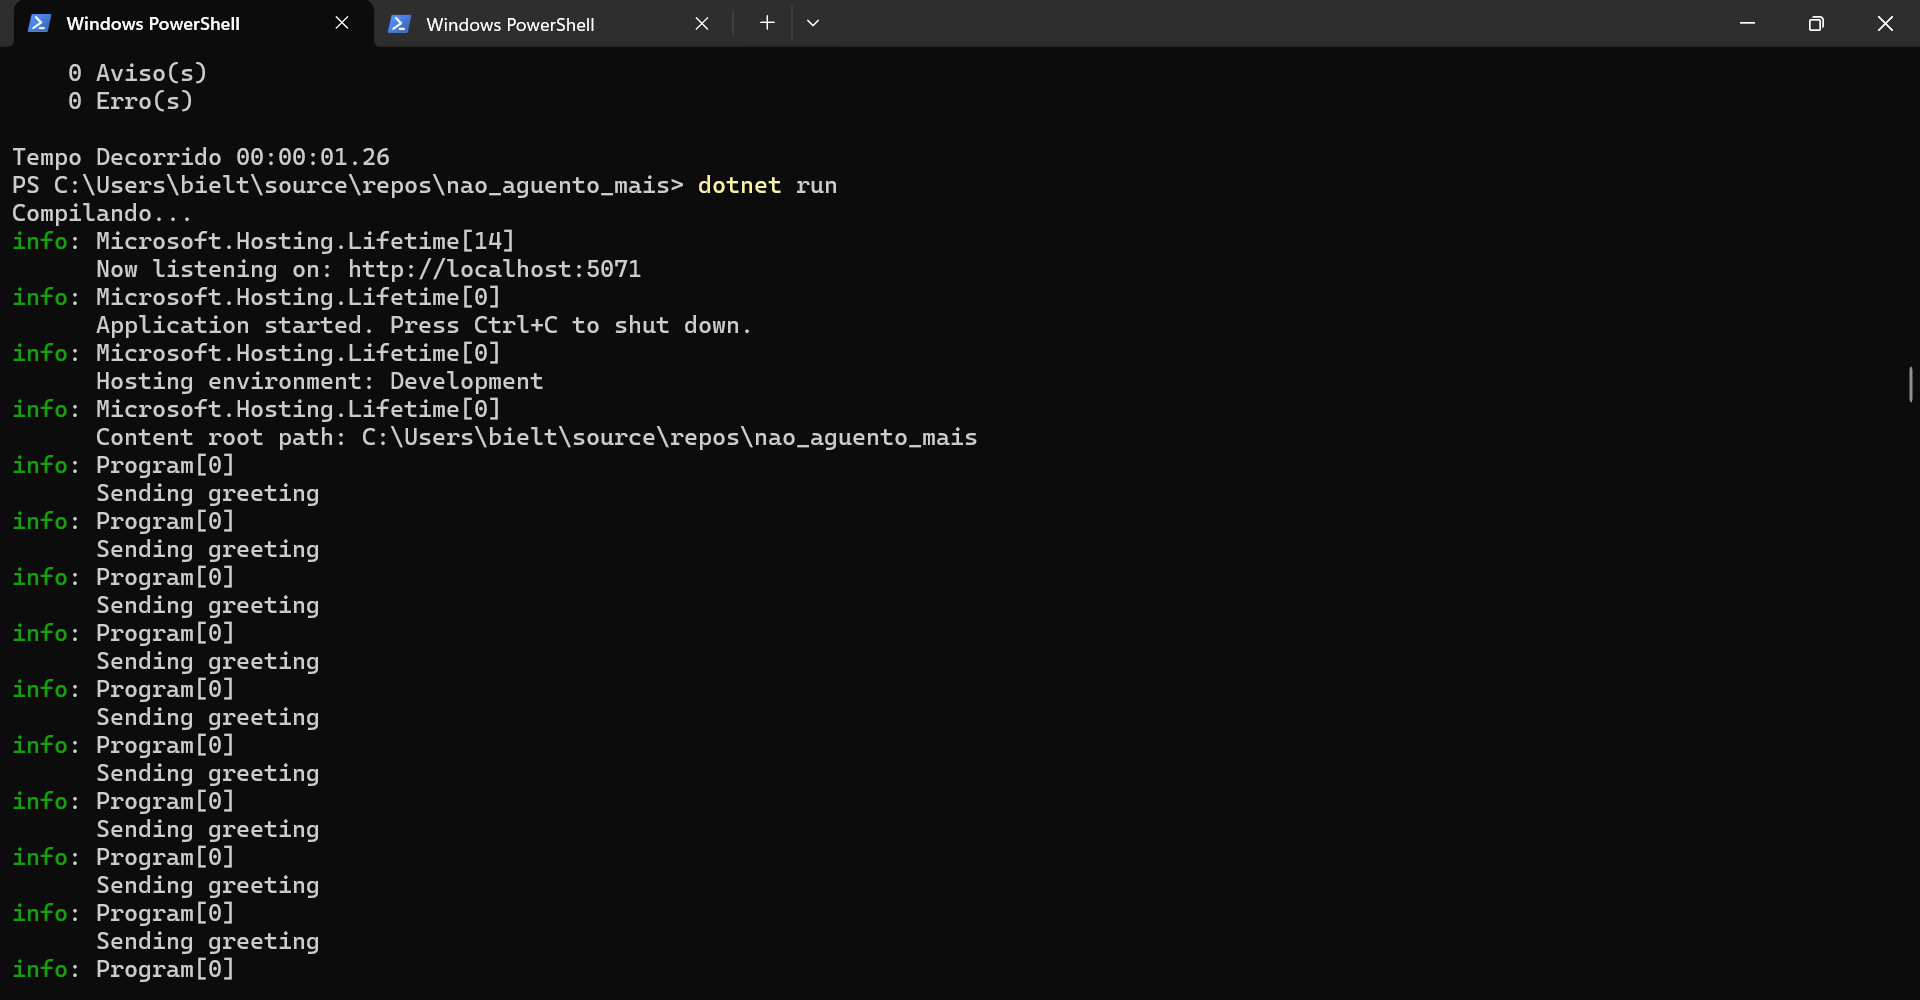 Windows PowerShell
Windows PowerShell
0 Aviso(s)
0 Erro(s)
Tempo Decorrido 00:00:01.26
PS C:\Users\bielt\source\repos\nao_aguento_mais> dotnet run
Compilando...
info: Microsoft.Hosting.Lifetime[14]
Now listening on: http://localhost:5071
info: Microsoft.Hosting.Lifetime[0]
Application started. Press Ctrl+C to shut down.
info: Microsoft.Hosting.Lifetime[0]
Hosting environment: Development
info: Microsoft.Hosting.Lifetime[0]
Content root path: C:\Users\bielt\source\repos\nao_aguento_mais
info: Program[0]
Sending greeting
info: Program[0]
Sending greeting
info: Program[0]
Sending greeting
info: Program[0]
Sending greeting
info: Program[0]
Sending greeting
info: Program[0]
Sending greeting
info: Program[0]
Sending greeting
info: Program[0]
Sending greeting
info: Program[0]
Sending greeting
info: Program[0]